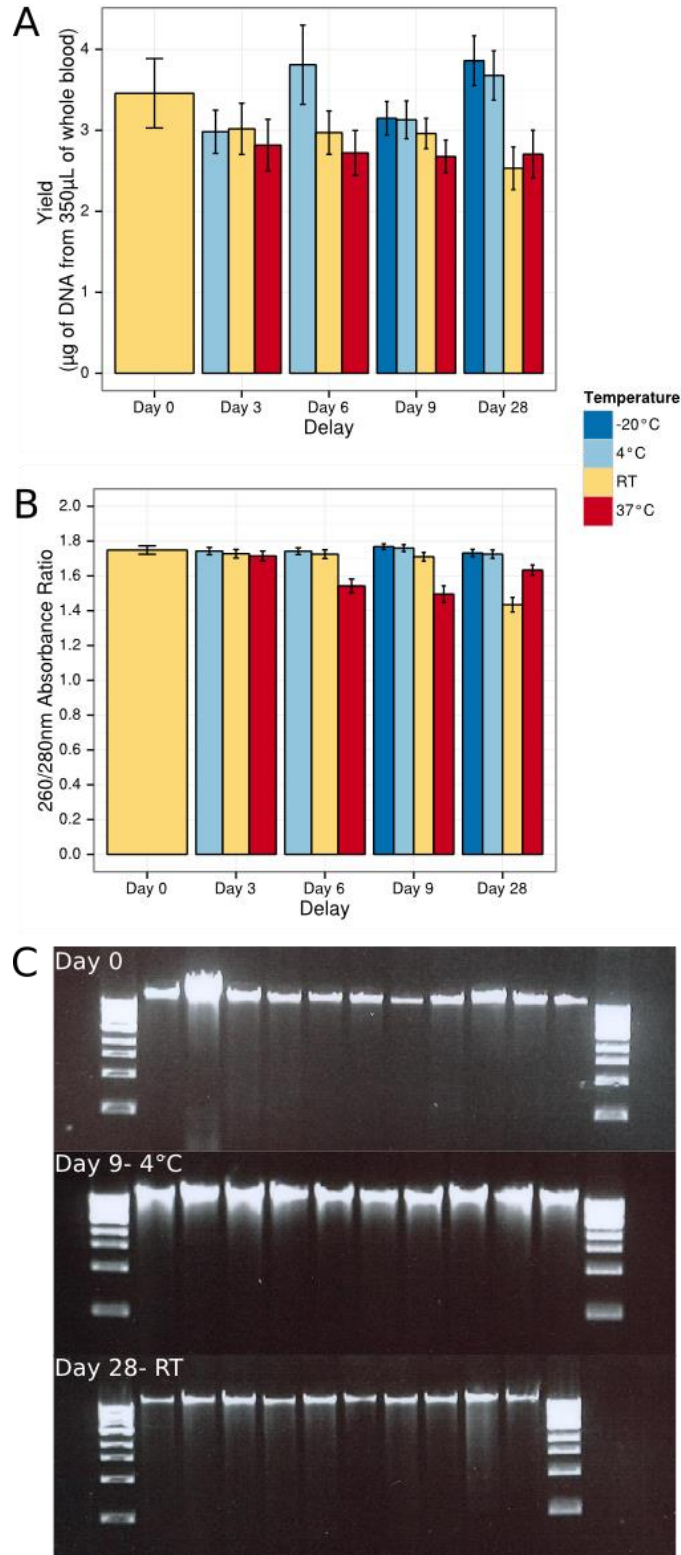 A
4
3
2
1
0
Yield
(µg of DNA from 350µL of whole blood)
Day 0
Day 3
Day 6
Day 9
Day 28
Delay
Temperature
-20°C
4°C
RT
37°C
B
2.0
1.8
1.6
1.4
1.2
1.0
0.8
0.6
0.4
0.2
0.0
260/280nm Absorbance Ratio
Day 0
Day 3
Day 6
Day 9
Day 28
Delay
C
Day 0
Day 9- 4°C
Day 28- RT